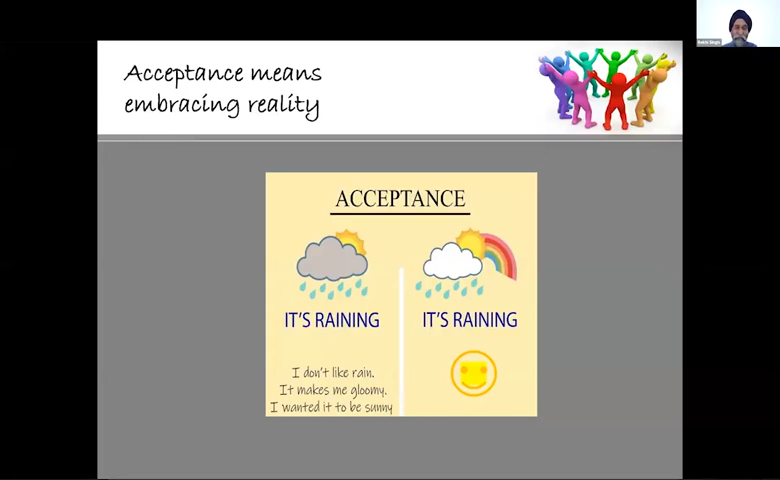 Acceptance means
embracing reality
ACCEPTANCE
IT'S RAINING
IT'S RAINING
I don't like rain.
It makes me gloomy.
I wanted it to be sunny